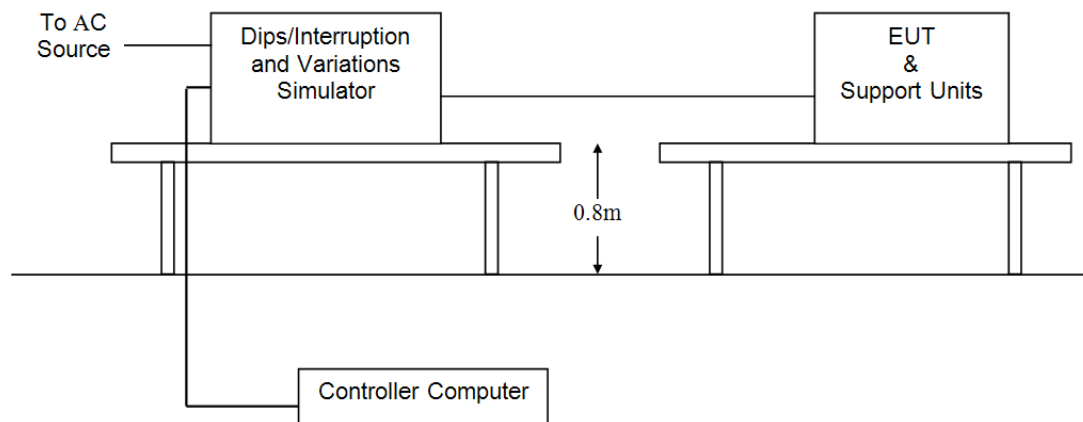 To AC
Source
Dips/Interruption
and Variations
Simulator
EUT
&
Support Units
0.8m
Controller Computer